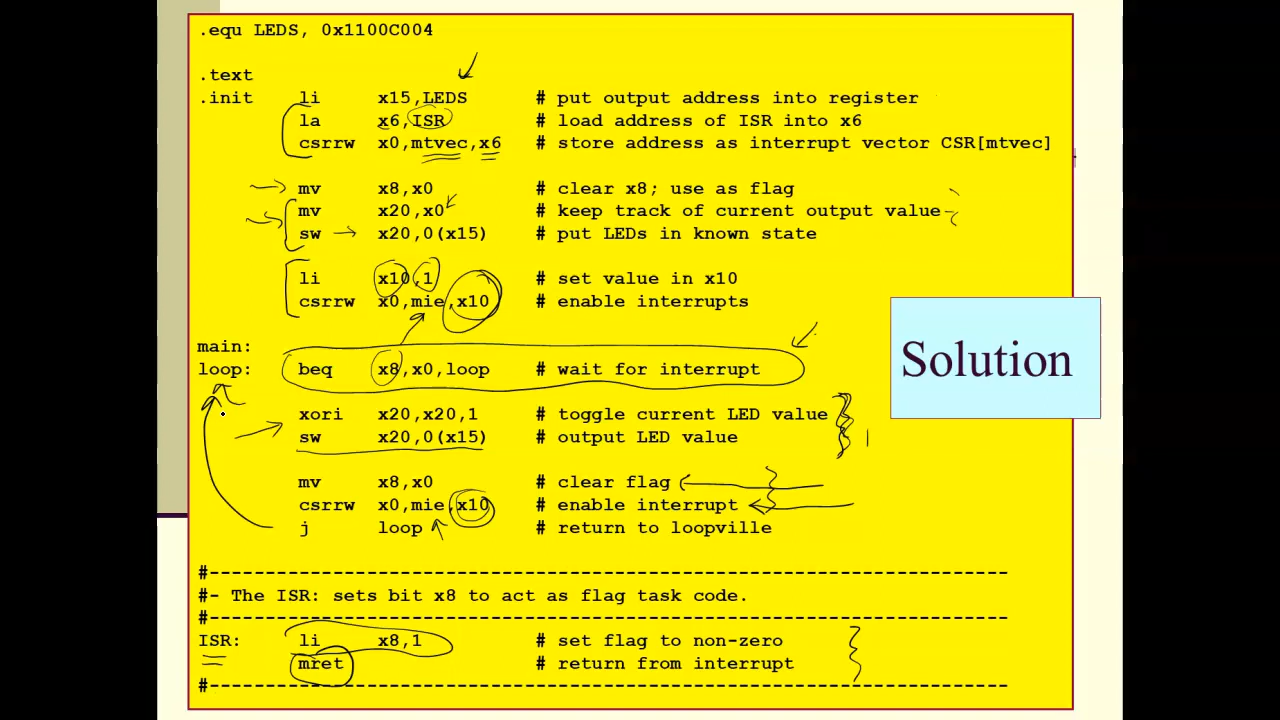 .equ LEDS, 0x1100C004
.text
.init li x15,LEDS # put output address into register
la x6,ISR # load address of ISR into x6
csrrw x0,mtvec,x6 # store address as interrupt vector CSR[mtvec]
mv x8,x0 # clear x8; use as flag
mv x20,x0 # keep track of current output value
sw x20,0(x15) # put LEDs in known state
li x10,1 # set value in x10
csrrw x0,mie,x10 # enable interrupts
Solution
main:
loop: beq x8,x0,loop # wait for interrupt
xori x20,x20,1 # toggle current LED value
sw x20,0(x15) # output LED value
mv x8,x0 # clear flag
csrrw x0,mie,x10 # enable interrupt
j loop # return to loopville
#-----------------------------------------------------------------------
#- The ISR: sets bit x8 to act as flag task code.
#-----------------------------------------------------------------------
ISR: li x8,1 # set flag to non-zero
mret # return from interrupt
#-----------------------------------------------------------------------